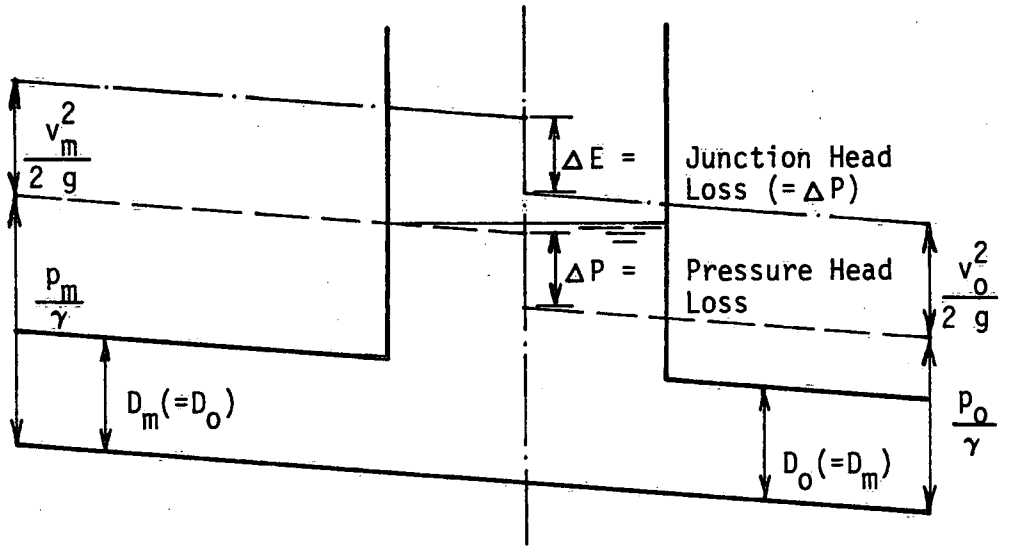 v_m^2 / 2 g
ΔE = Junction Head
Loss (= ΔP)
p_m / γ
ΔP = Pressure Head
Loss
v_o^2 / 2 g
D_m(=D_o)
D_o(=D_m)
p_o / γ